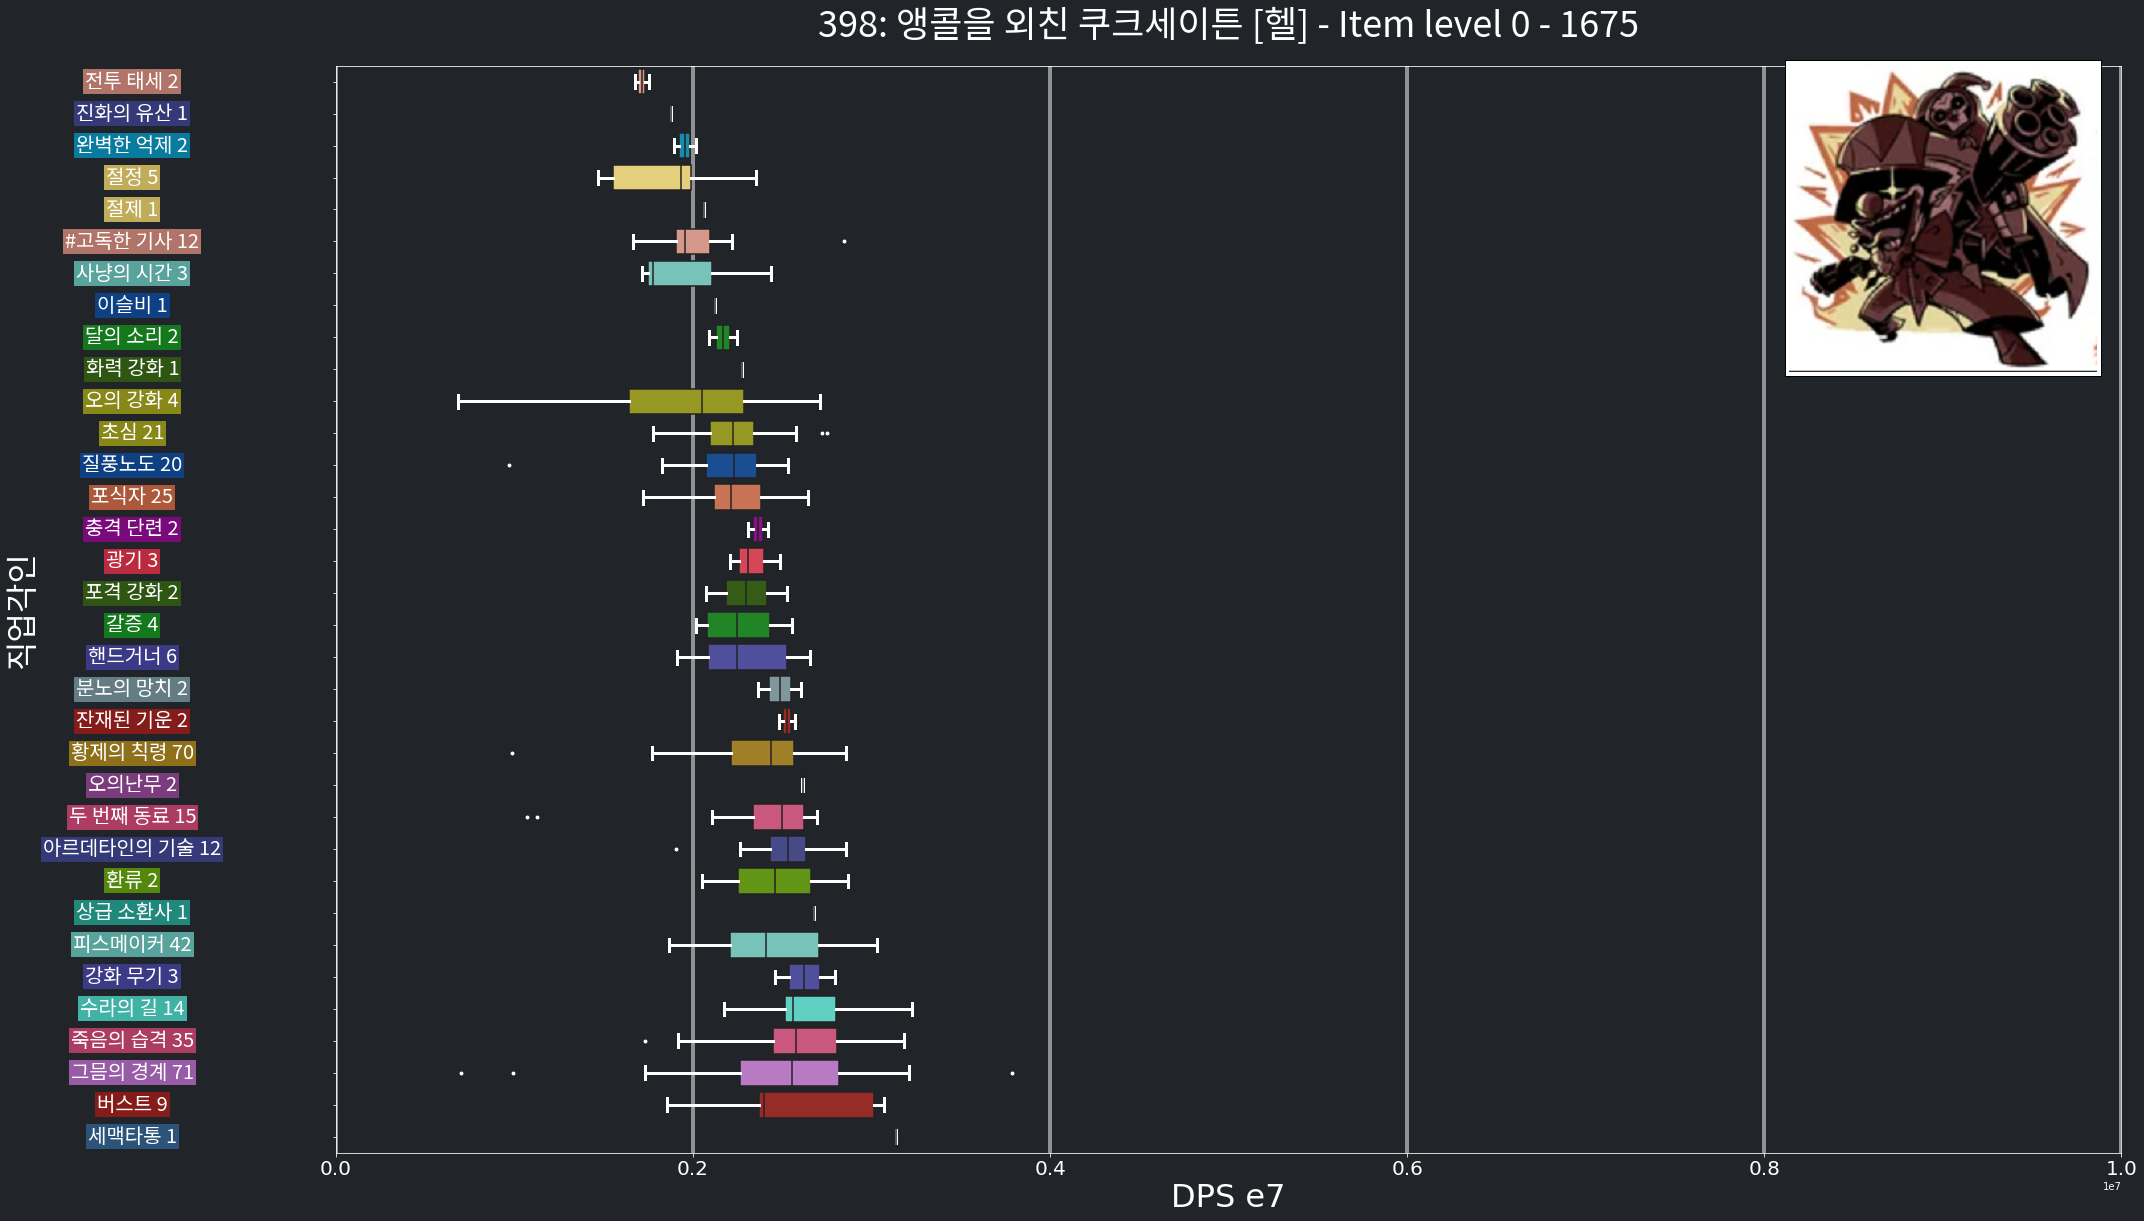 398: 앵콜을 외친 쿠크세이튼 [헬] - Item level 0 - 1675
직업각인
전투 태세 2
진화의 유산 1
완벽한 억제 2
절정 5
절제 1
#고독한 기사 12
사냥의 시간 3
이슬비 1
달의 소리 2
화력 강화 1
오의 강화 4
초심 21
질풍노도 20
포식자 25
충격 단련 2
광기 3
포격 강화 2
갈증 4
핸드거너 6
분노의 망치 2
잔재된 기운 2
황제의 칙령 70
오의난무 2
두 번째 동료 15
아르데타인의 기술 12
환류 2
상급 소환사 1
피스메이커 42
강화 무기 3
수라의 길 14
죽음의 습격 35
그믐의 경계 71
버스트 9
세맥타통 1
0.0 0.2 0.4 0.6 0.8 1.0
1e7
DPS e7